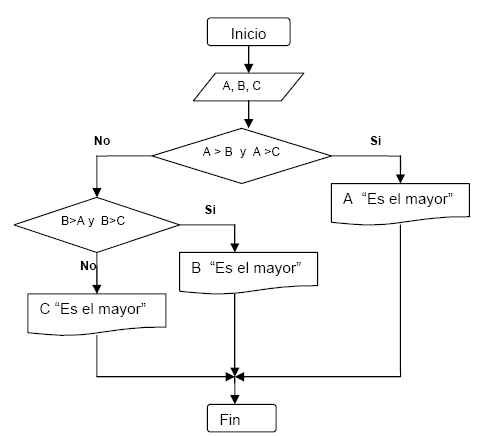 Inicio
A, B, C
A > B y A >C
No
Si
A "Es el mayor"
B>A y B>C
Si
No
B "Es el mayor"
C "Es el mayor"
Fin